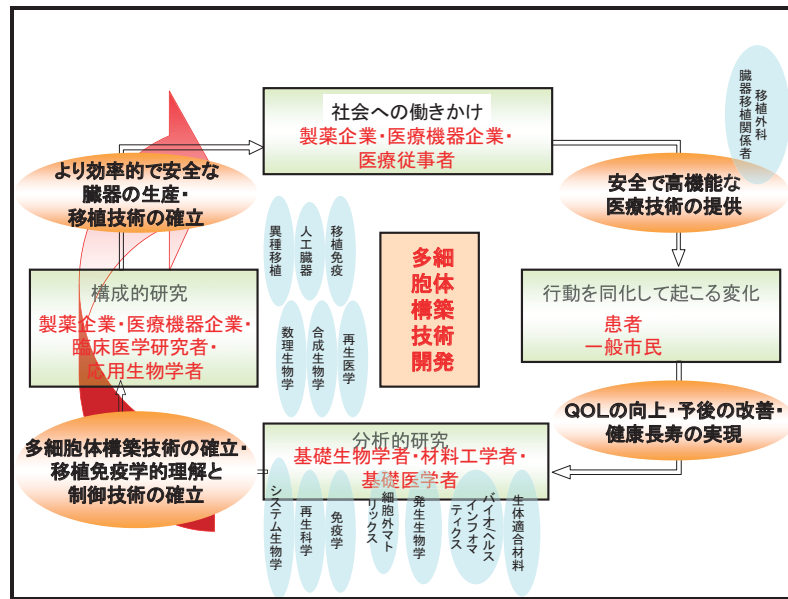 社会への働きかけ
製薬企業・医療機器企業・
医療従事者
移植外科
臓器移植関係者
より効率的で安全な
臓器の生産・
移植技術の確立
安全で高機能な
医療技術の提供
異種移植
人工臓器
移植免疫
多細
胞体
構築
技術
開発
構成的研究
製薬企業・医療機器企業・
臨床医学研究者・
応用生物学者
行動を同化して起こる変化
患者
一般市民
数理生物学
合成生物学
再生医学
多細胞体構築技術の確立・
移植免疫学的理解と
制御技術の確立
QOLの向上・予後の改善・
健康長寿の実現
分析的研究
基礎生物学者・材料工学者・
基礎医学者
システム生物学
再生科学
免疫学
細胞外マト
リックス
発生生物学
バイオ/ヘルス
インフォマ
ティクス
生体適合材料